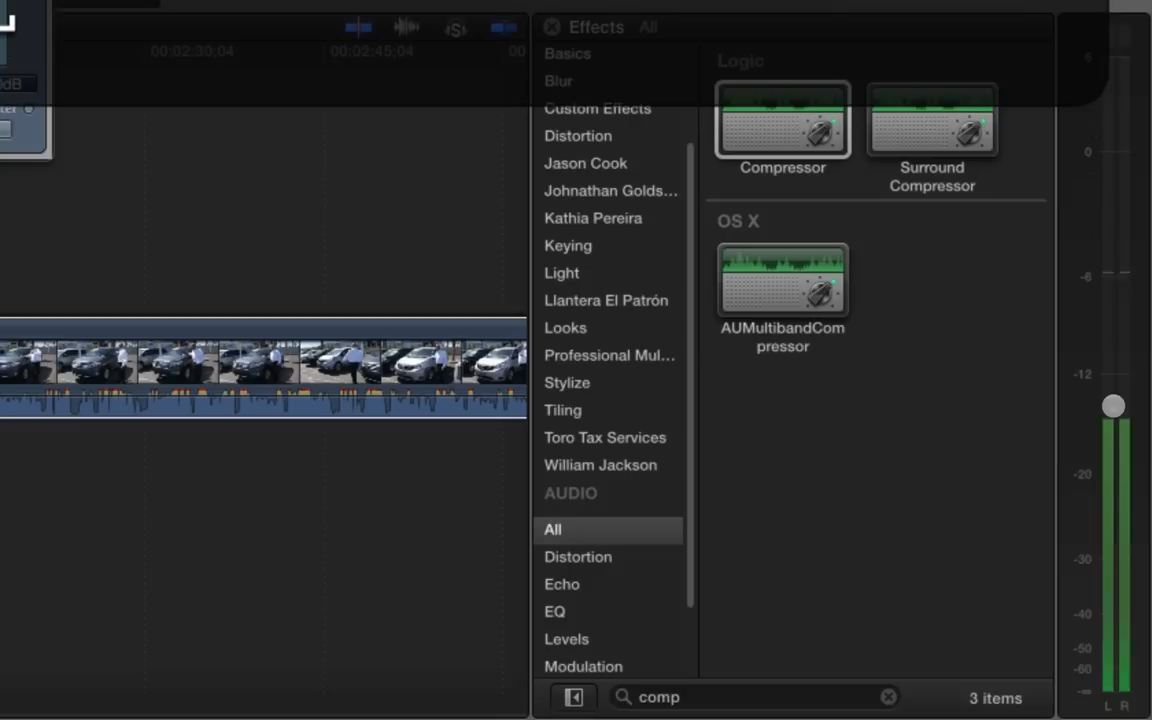 dB
00:02:30;04
00:02:45;04
00
Effects All
Basics
Blur
Custom Effects
Distortion
Jason Cook
Johnathan Golds...
Kathia Pereira
Keying
Light
Llantera El Patrón
Looks
Professional Mul...
Stylize
Tiling
Toro Tax Services
William Jackson
AUDIO
All
Distortion
Echo
EQ
Levels
Modulation
Logic
Compressor
Surround
Compressor
OS X
AUMultibandCom
pressor
comp
3 items
6
0
-6
-12
-20
-30
-40
-50
-60
-∞
L R